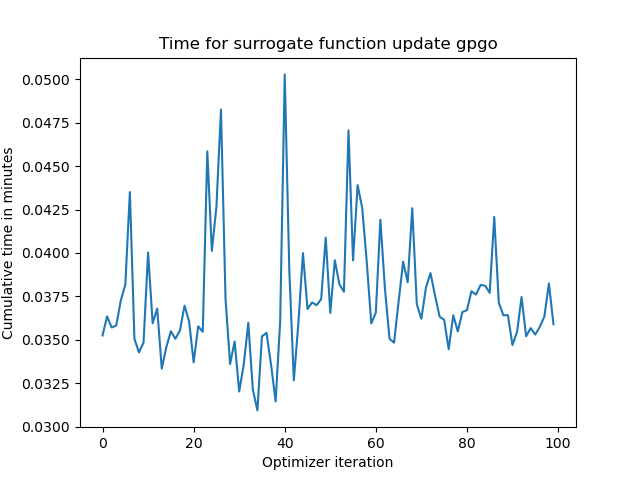 Time for surrogate function update gpgo
0.0500
0.0475
0.0450
0.0425
0.0400
0.0375
0.0350
0.0325
0.0300
Cumulative time in minutes
0 20 40 60 80 100
Optimizer iteration